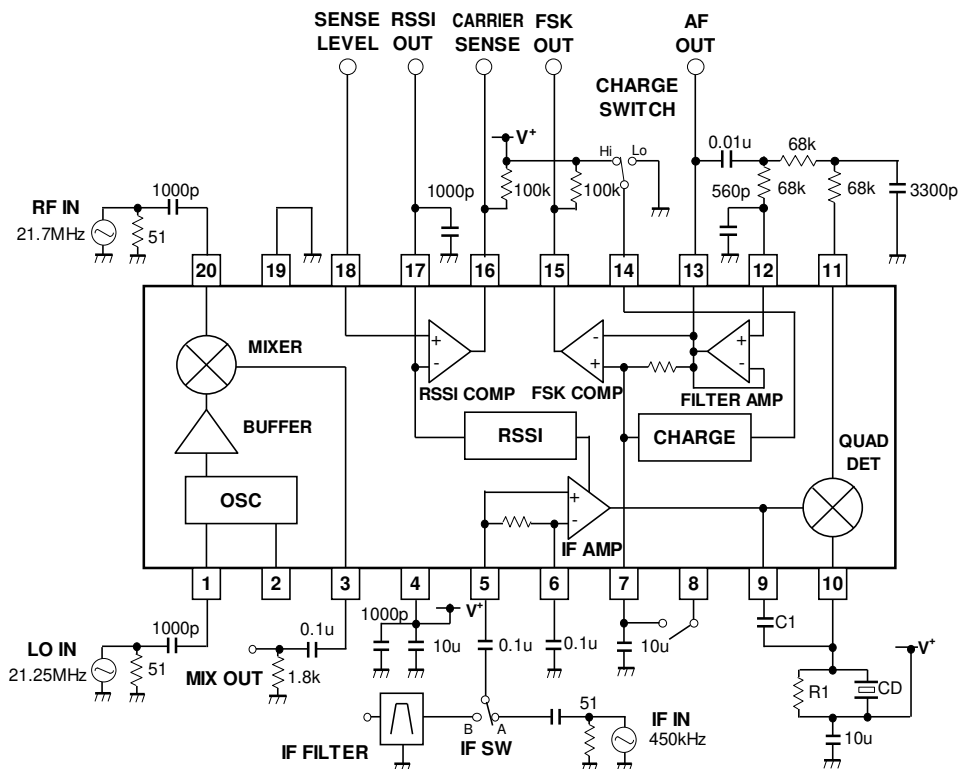 SENSE LEVEL
RSSI OUT
CARRIER SENSE
FSK OUT
AF OUT
CHARGE SWITCH
V+
Hi
Lo
0.01u
68k
1000p
1000p
100k
100k
560p
68k
68k
3300p
RF IN
21.7MHz
51
20
19
18
17
16
15
14
13
12
11
MIXER
+
-
RSSI COMP
-
+
FSK COMP
+
-
FILTER AMP
BUFFER
RSSI
CHARGE
QUAD DET
OSC
+
-
IF AMP
1
2
3
4
5
6
7
8
9
10
LO IN
21.25MHz
1000p
51
0.1u
MIX OUT
1.8k
1000p
V+
10u
0.1u
0.1u
10u
C1
V+
R1
CD
10u
IF FILTER
B
A
IF SW
51
IF IN
450kHz